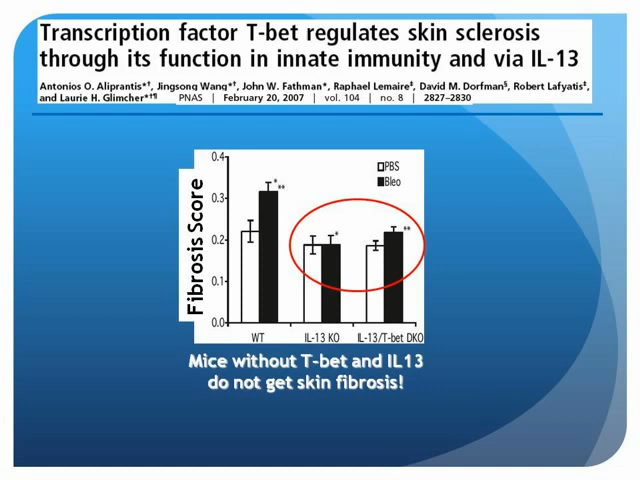 Transcription factor T-bet regulates skin sclerosis
through its function in innate immunity and via IL-13
Antonios O. Aliprantis*†, Jingsong Wang*†, John W. Fathman*, Raphael Lemaire‡, David M. Dorfman§, Robert Lafyatis‡,
and Laurie H. Glimcher*†¶ PNAS | February 20, 2007 | vol. 104 | no. 8 | 2827–2830
Fibrosis Score
0.4
0.3
0.2
0.1
0.0
PBS
Bleo
*
**
*
**
WT IL-13 KO IL-13/T-bet DKO
Mice without T-bet and IL13
do not get skin fibrosis!